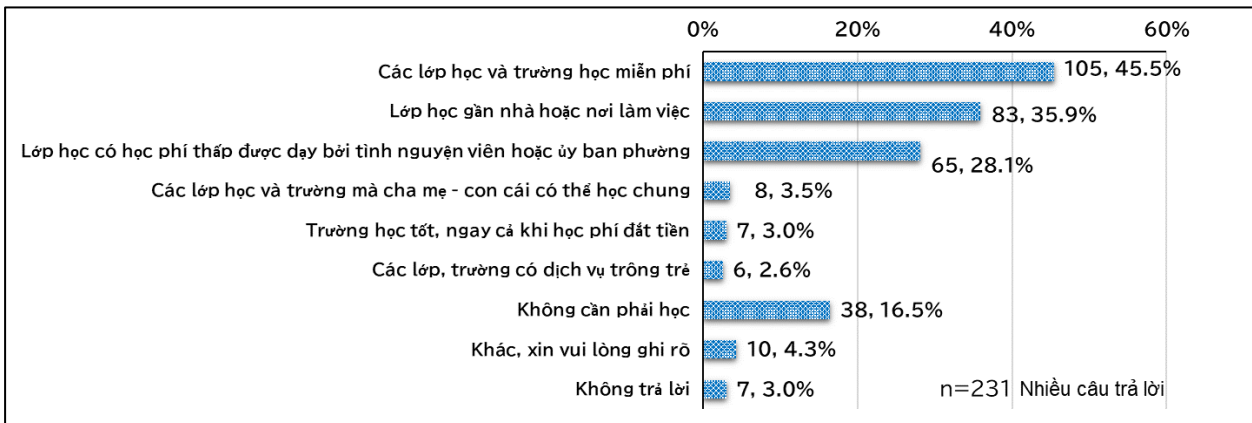 0% 20% 40% 60%
Các lớp học và trường học miễn phí 105, 45.5%
Lớp học gần nhà hoặc nơi làm việc 83, 35.9%
Lớp học có học phí thấp được dạy bởi tình nguyện viên hoặc ủy ban phường 65, 28.1%
Các lớp học và trường mà cha mẹ - con cái có thể học chung 8, 3.5%
Trường học tốt, ngay cả khi học phí đắt tiền 7, 3.0%
Các lớp, trường có dịch vụ trông trẻ 6, 2.6%
Không cần phải học 38, 16.5%
Khác, xin vui lòng ghi rõ 10, 4.3%
Không trả lời 7, 3.0% n=231 Nhiều câu trả lời